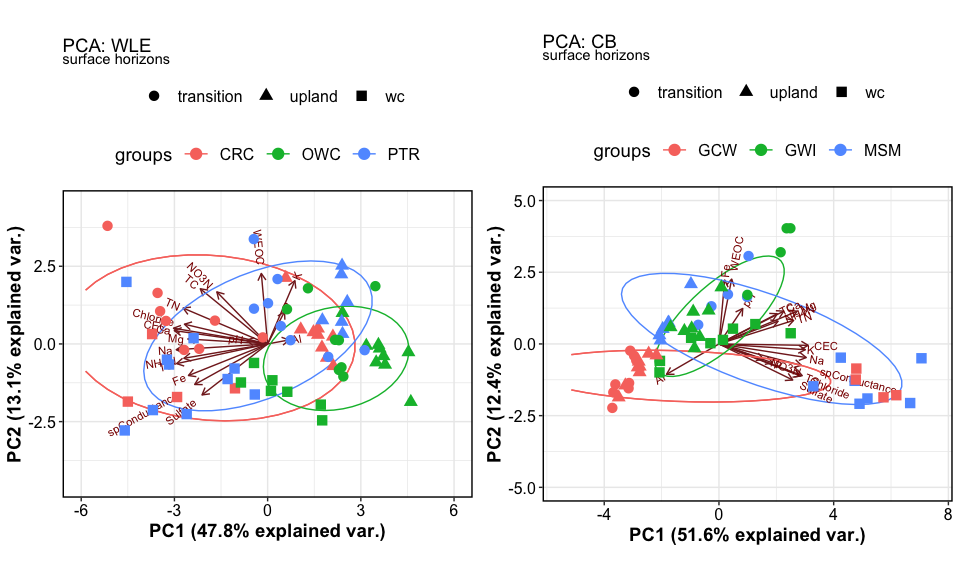 PCA: WLE
surface horizons
transition upland wc
groups CRC OWC PTR
PC2 (13.1% explained var.)
2.5
0.0
-2.5
-6 -3 0 3 6
PC1 (47.8% explained var.)
WEOC
K
NO3N
TC
TN
Mg
Na
Fe
Sulfate
spConductance
PCA: CB
surface horizons
transition upland wc
groups GCW GWI MSM
PC2 (12.4% explained var.)
5.0
2.5
0.0
-2.5
-5.0
-4 0 4 8
PC1 (51.6% explained var.)
WEOC
Fe
CEC
K
Na
spConductance
Al